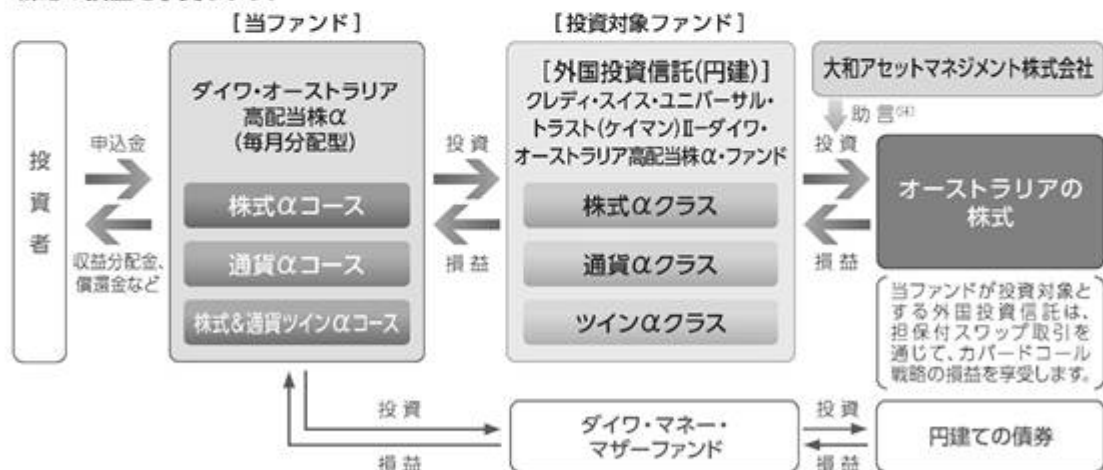 [当ファンド]
[投資対象ファンド]
投資者
申込金
収益分配金、
償還金など
ダイワ・オーストラリア
高配当株α
(毎月分配型)
株式αコース
通貨αコース
株式&通貨ツインαコース
投資
損益
[外国投資信託(円建)]
クレディ・スイス・ユニバーサル・
トラスト(ケイマン)Ⅱーダイワ・
オーストラリア高配当株α・ファンド
株式αクラス
通貨αクラス
ツインαクラス
大和アセットマネジメント株式会社
助言
投資
損益
オーストラリアの
株式
当ファンドが投資対象と
する外国投資信託は、
担保付スワップ取引を
通じて、カバードコール
戦略の損益を享受します。
投資
損益
ダイワ・マネー・
マザーファンド
投資
損益
円建ての債券